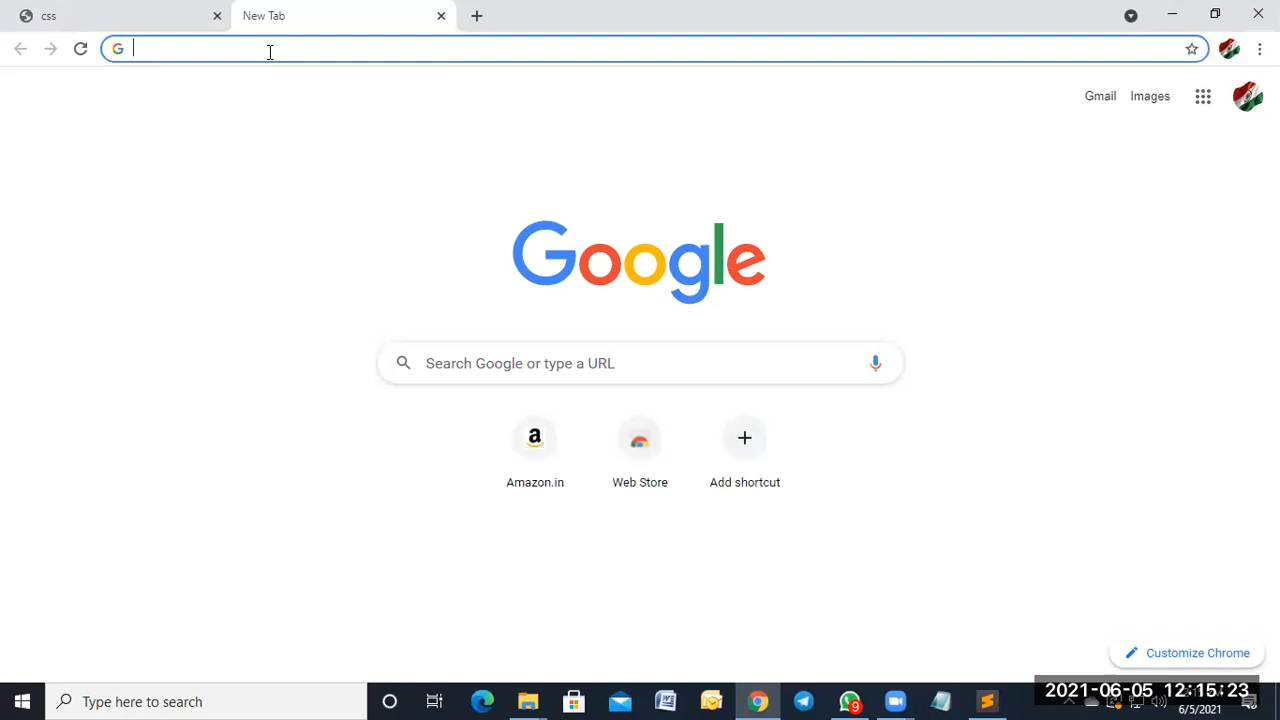 css
New Tab
Gmail
Images
Google
Search Google or type a URL
Amazon.in
Web Store
Add shortcut
Customize Chrome
Type here to search
9
2021-06-05 12:15:23
6/5/2021